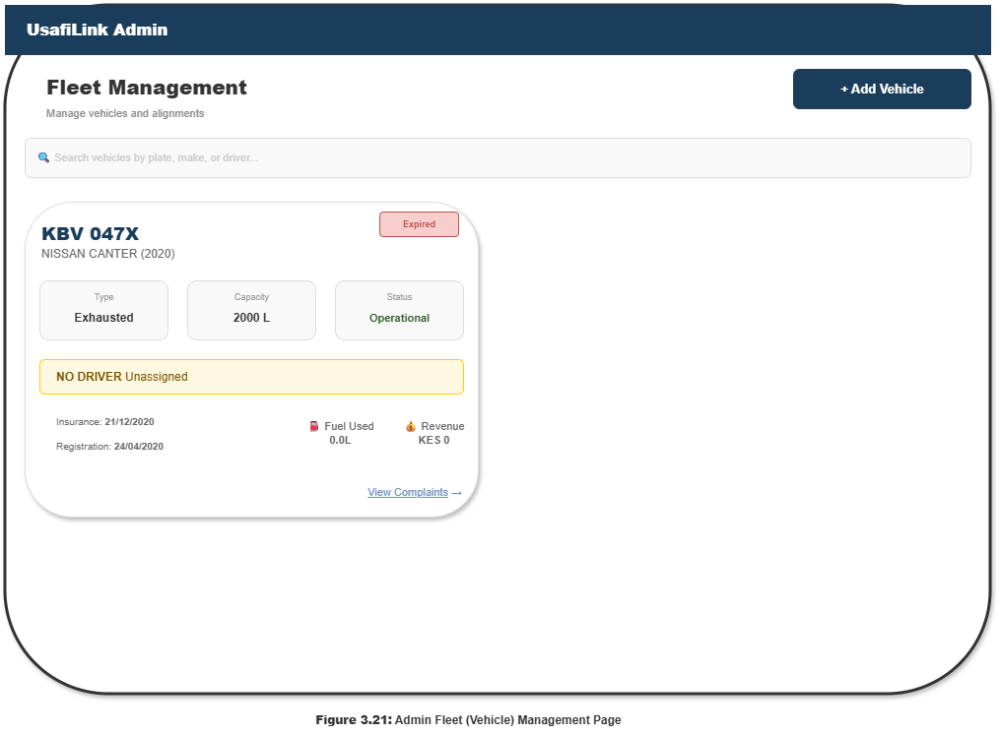 UsafiLink Admin
Fleet Management
Manage vehicles and alignments
+ Add Vehicle
Search vehicles by plate, make, or driver...
KBV 047X
Expired
NISSAN CANTER (2020)
Type
Exhausted
Capacity
2000 L
Status
Operational
NO DRIVER Unassigned
Insurance: 21/12/2020
Registration: 24/04/2020
Fuel Used
0.0L
Revenue
KES 0
View Complaints →
Figure 3.21: Admin Fleet (Vehicle) Management Page